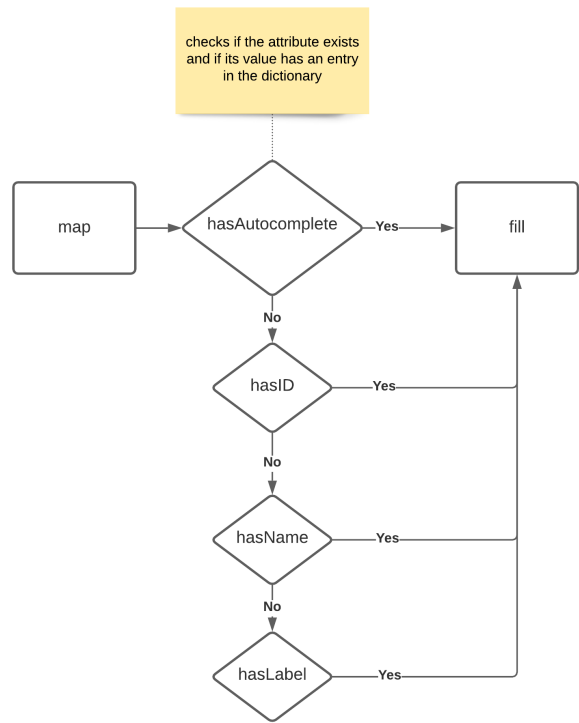 checks if the attribute exists
and if its value has an entry
in the dictionary
map
hasAutocomplete
Yes
fill
No
hasID
Yes
No
hasName
Yes
No
hasLabel
Yes